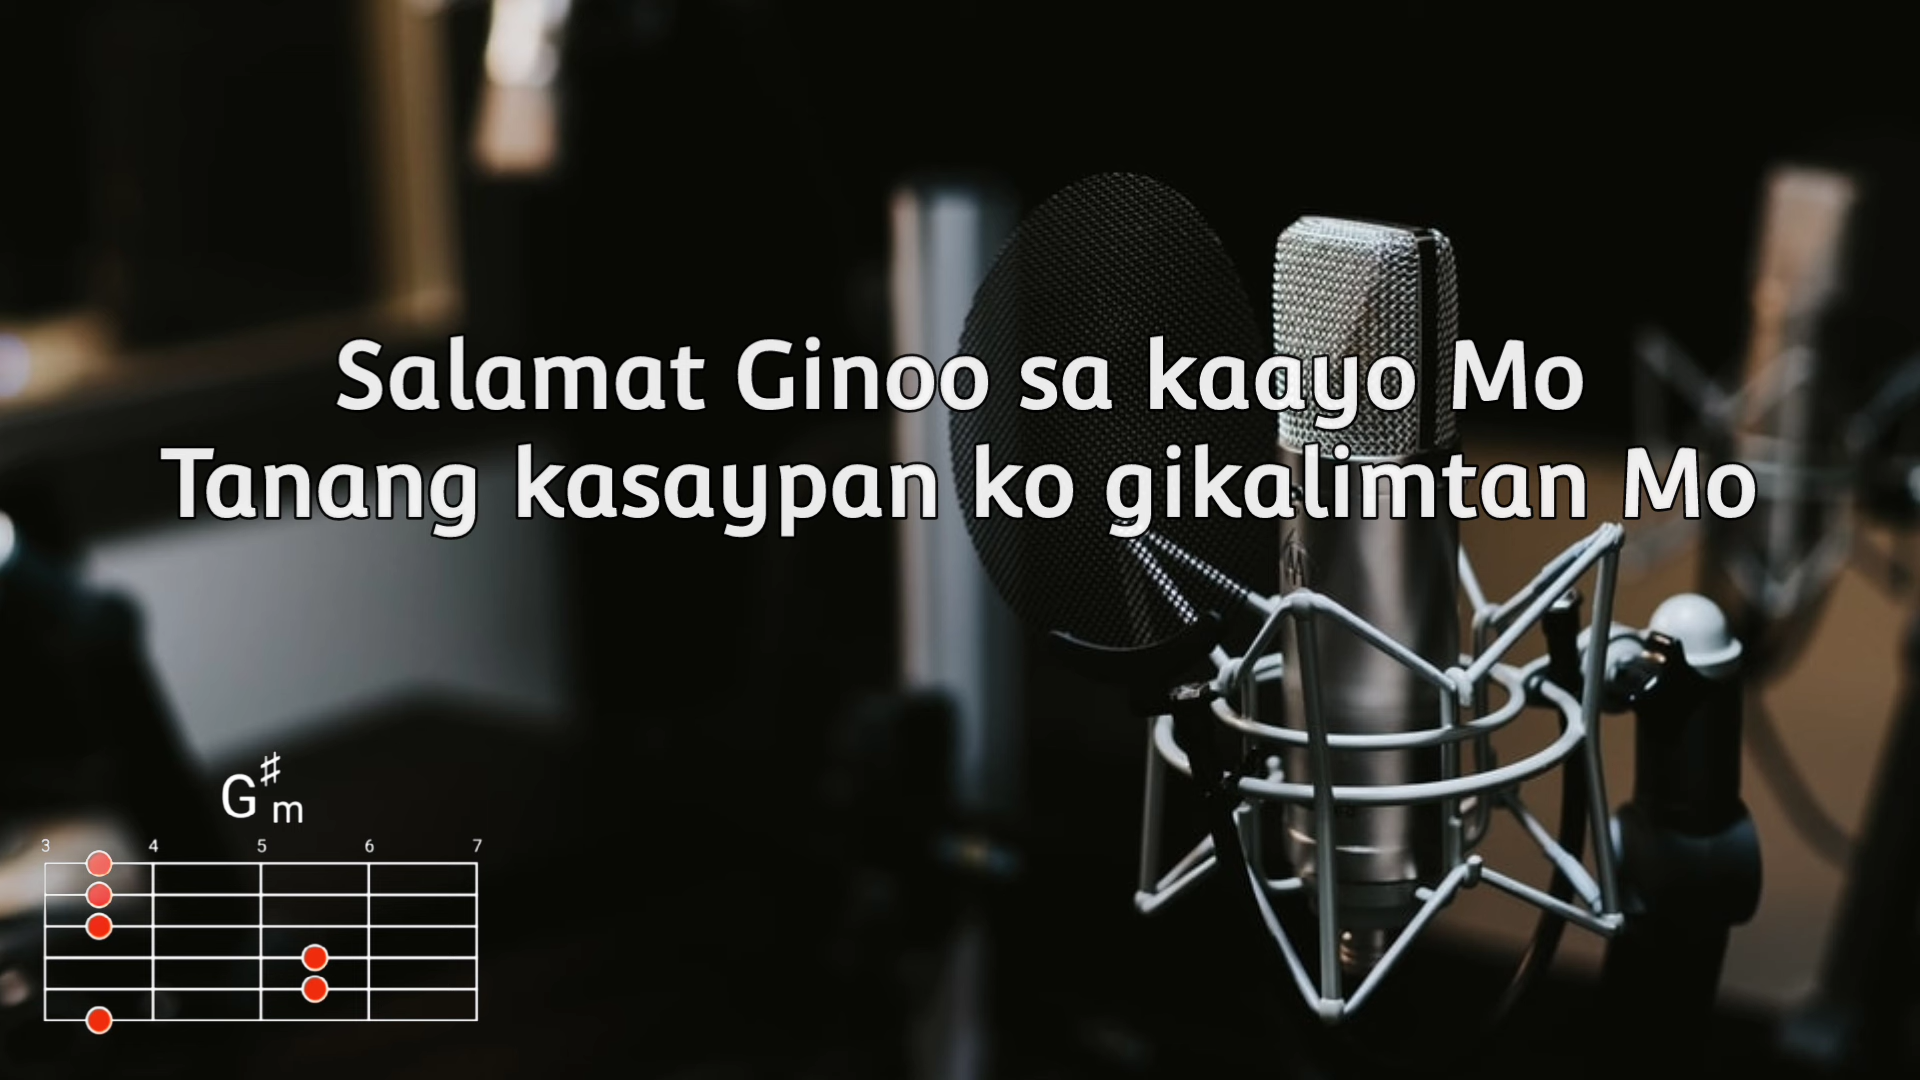 Salamat Ginoo sa kaayo Mo
Tanang kasaypan ko gikalimtan Mo
G♯m
3 4 5 6 7